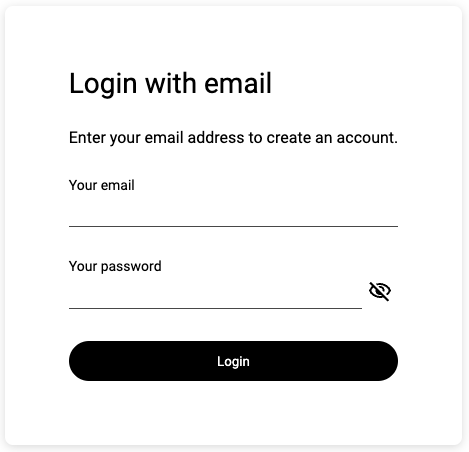 Login with email
Enter your email address to create an account.
Your email
Your password
Login